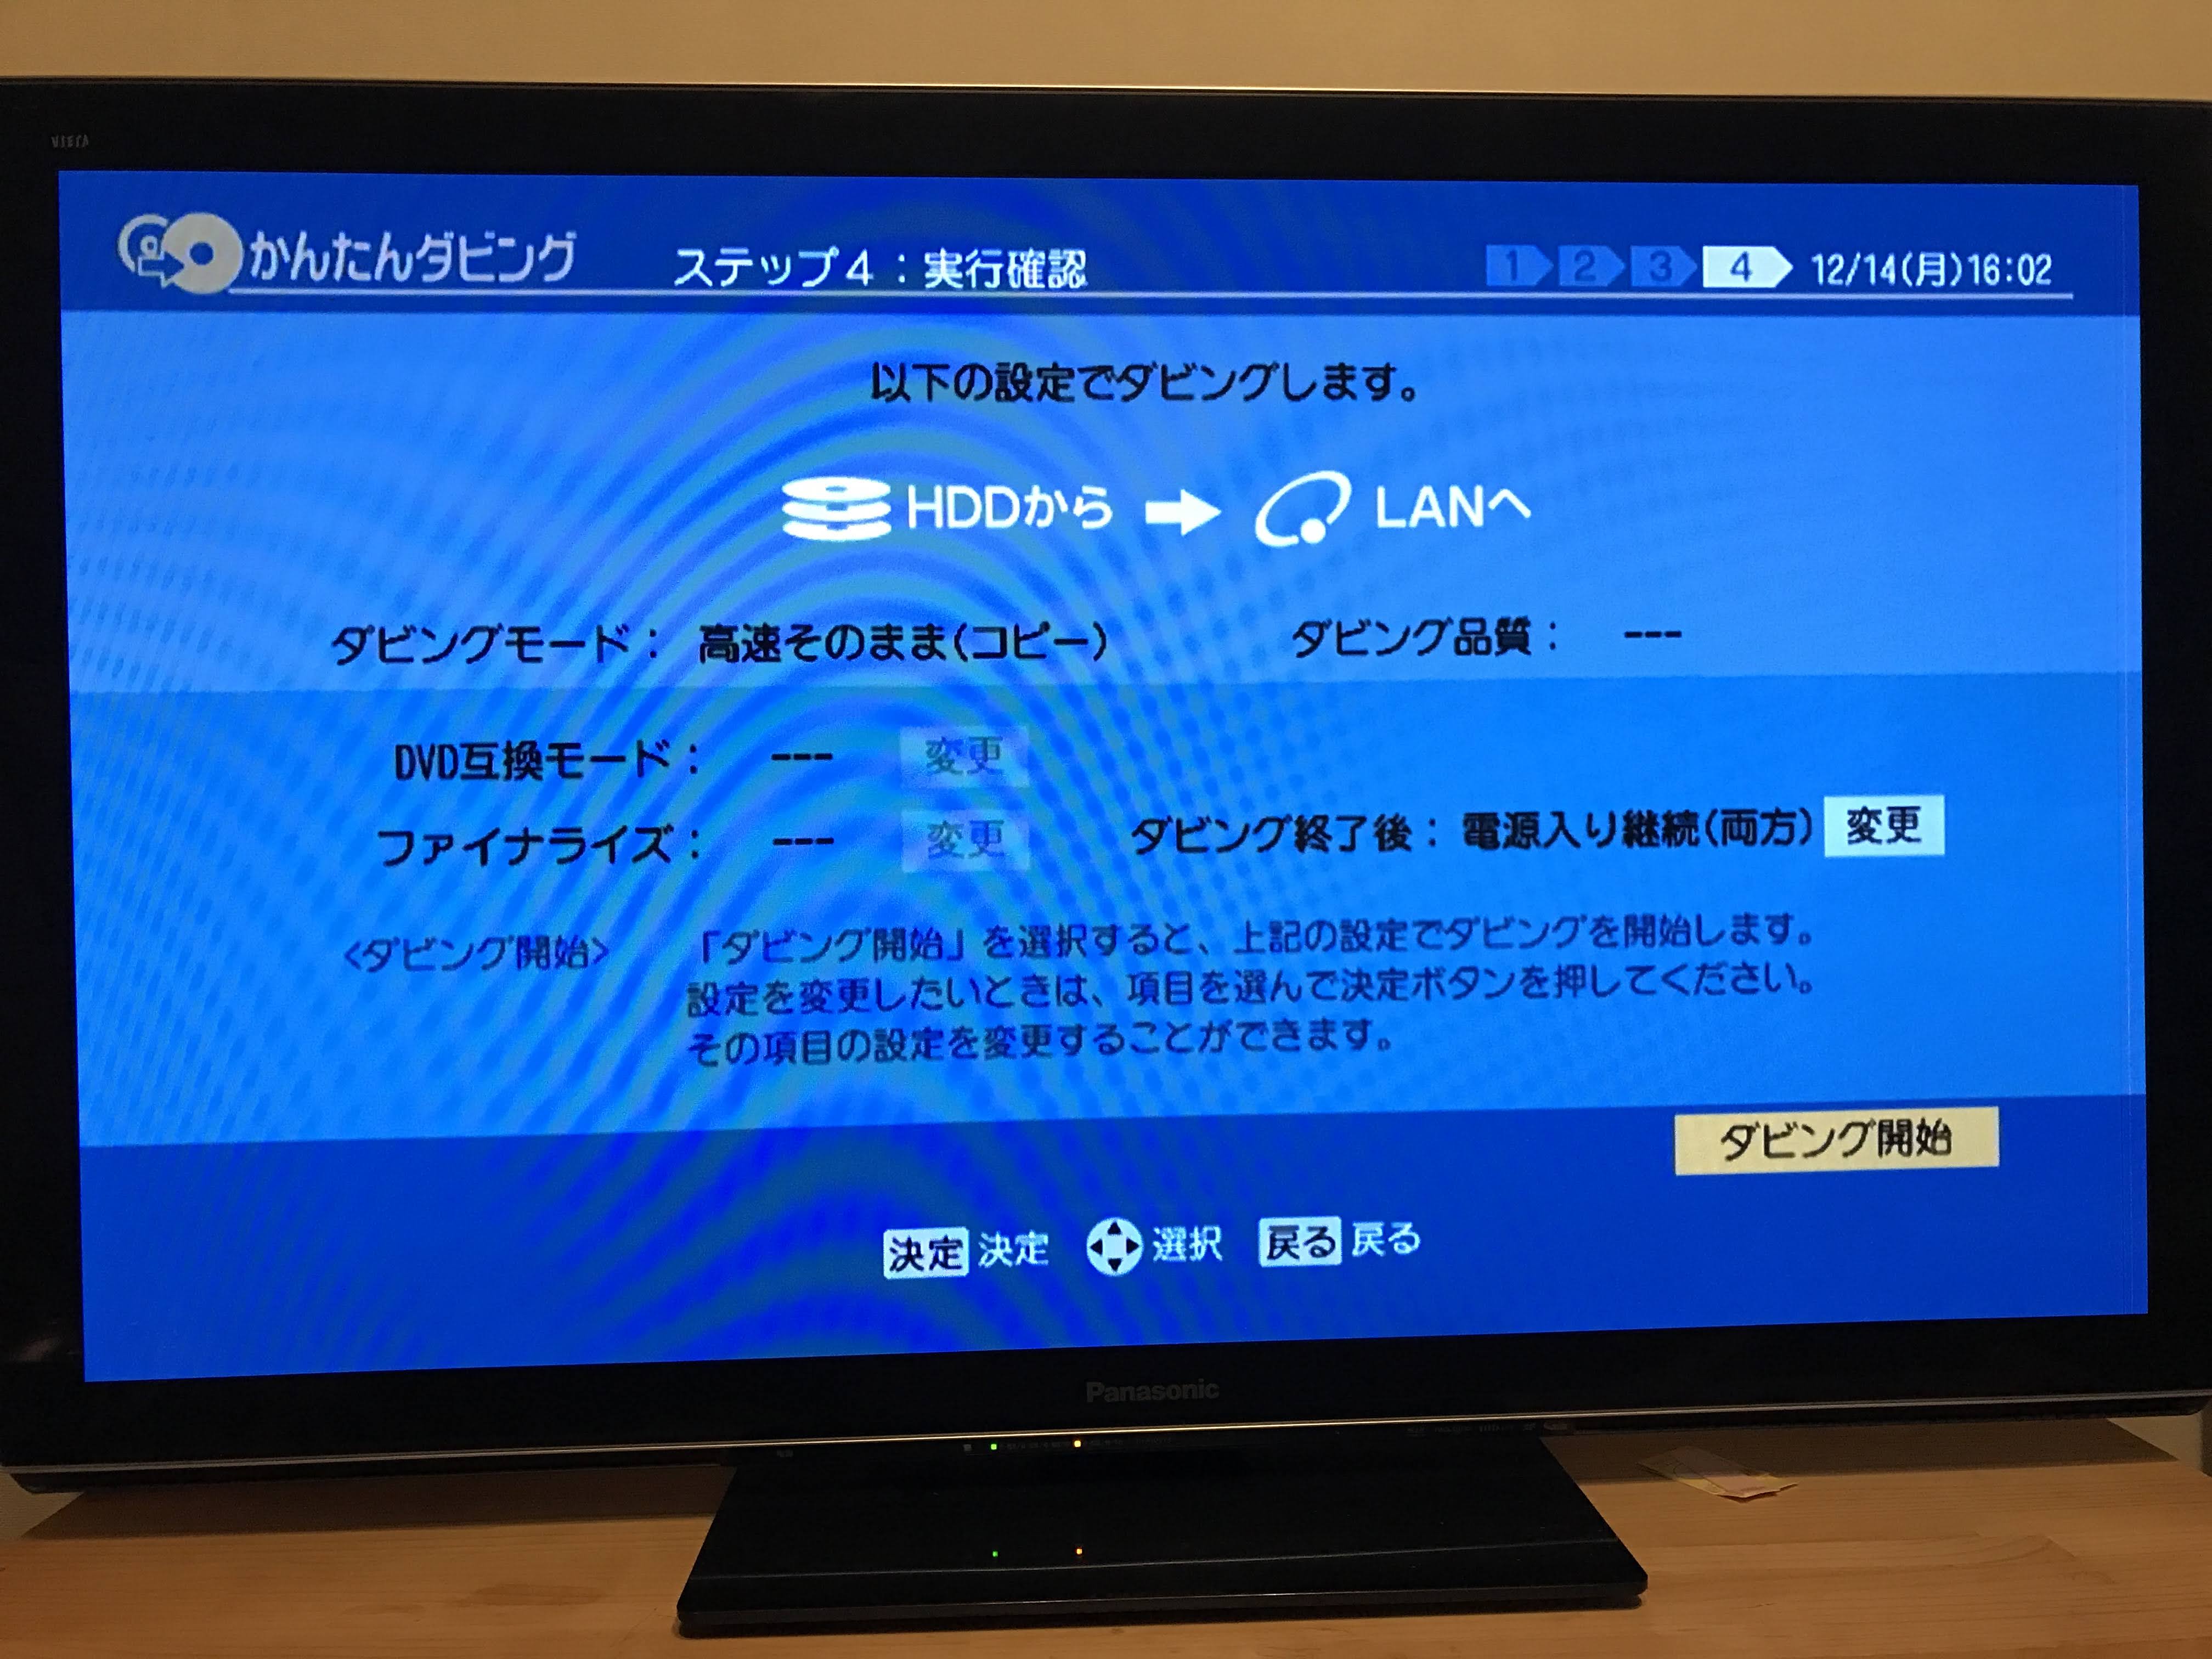 VIERA
かんたんダビング
ステップ4：実行確認
1 2 3 4 12/14(月)16:02
以下の設定でダビングします。
HDDから LANへ
ダビングモード： 高速そのまま(コピー) ダビング品質： ---
DVD互換モード： --- 変更
ファイナライズ： --- 変更 ダビング終了後：電源入り継続(両方) 変更
<ダビング開始> 「ダビング開始」を選択すると、上記の設定でダビングを開始します。
設定を変更したいときは、項目を選んで決定ボタンを押してください。
その項目の設定を変更することができます。
ダビング開始
決定 決定 選択 戻る 戻る
Panasonic